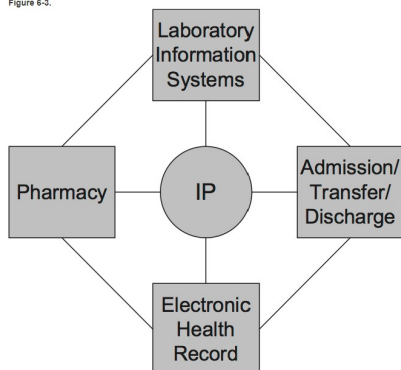 Figure 6-3.
Laboratory
Information
Systems
Pharmacy
IP
Admission/
Transfer/
Discharge
Electronic
Health
Record